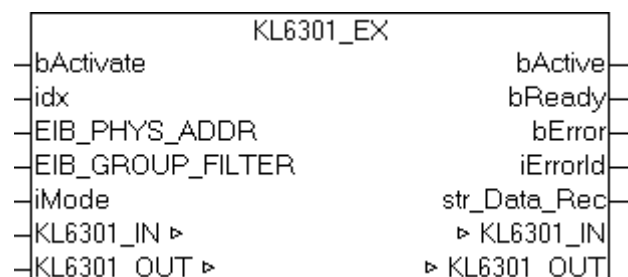 KL6301_EX
bActivate bActive
idx bReady
EIB_PHYS_ADDR bError
EIB_GROUP_FILTER iErrorId
iMode str_Data_Rec
KL6301_IN ▷ ▷ KL6301_IN
KL6301_OUT ▷ ▷ KL6301_OUT